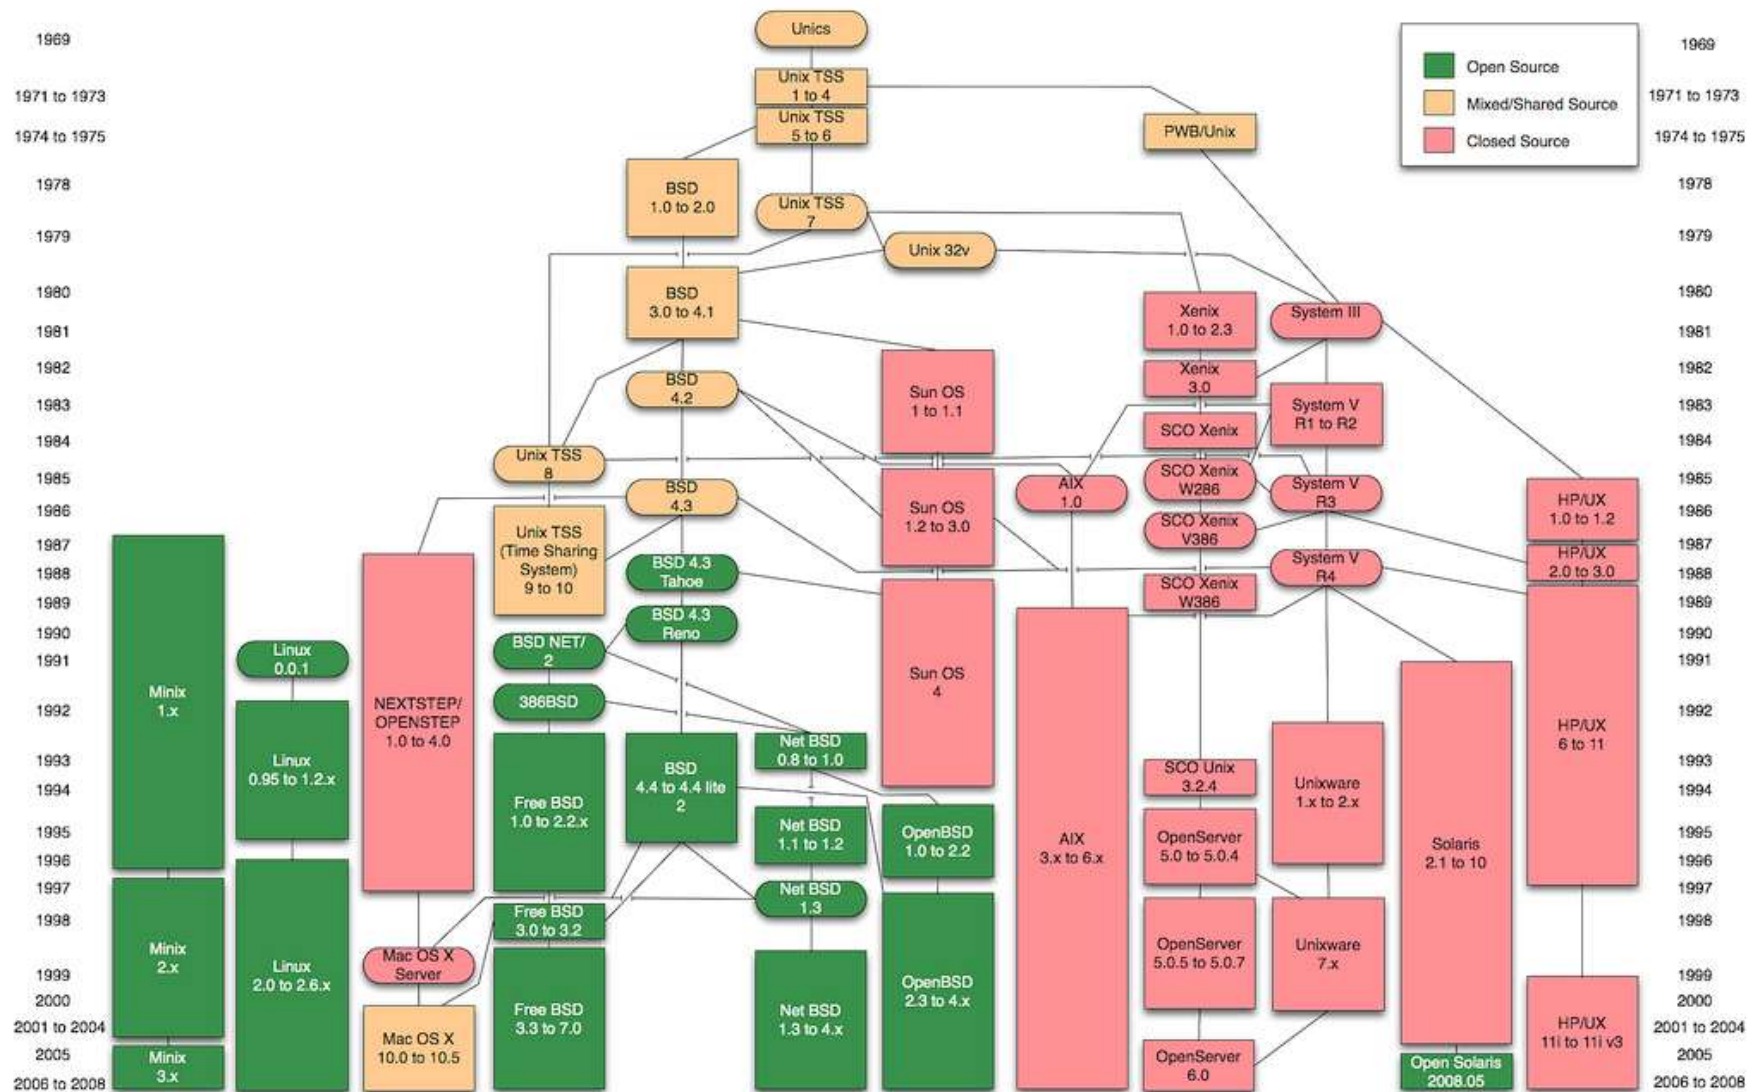 1969
1971 to 1973
1974 to 1975
1978
1979
1980
1981
1982
1983
1984
1985
1986
1987
1988
1989
1990
1991
1992
1993
1994
1995
1996
1997
1998
1999
2000
2001 to 2004
2005
2006 to 2008
Minix
1.x
Minix
2.x
Minix
3.x
Linux
0.0.1
Linux
0.95 to 1.2.x
Linux
2.0 to 2.6.x
NEXTSTEP/
OPENSTEP
1.0 to 4.0
Mac OS X
Server
Mac OS X
10.0 to 10.5
Unix TSS
8
Unix TSS
(Time Sharing
System)
9 to 10
BSD NET/
2
386BSD
Free BSD
1.0 to 2.2.x
Free BSD
3.0 to 3.2
Free BSD
3.3 to 7.0
BSD
1.0 to 2.0
BSD
3.0 to 4.1
BSD
4.2
BSD
4.3
BSD 4.3
Tahoe
BSD 4.3
Reno
BSD
4.4 to 4.4 lite
2
Unics
Unix TSS
1 to 4
Unix TSS
5 to 6
Unix TSS
7
Net BSD
0.8 to 1.0
Net BSD
1.1 to 1.2
Net BSD
1.3
Net BSD
1.3 to 4.x
Unix 32v
Sun OS
1 to 1.1
Sun OS
1.2 to 3.0
Sun OS
4
OpenBSD
1.0 to 2.2
OpenBSD
2.3 to 4.x
AIX
1.0
AIX
3.x to 6.x
PWB/Unix
Xenix
1.0 to 2.3
Xenix
3.0
SCO Xenix
SCO Xenix
W286
SCO Xenix
V386
SCO Xenix
W386
SCO Unix
3.2.4
OpenServer
5.0 to 5.0.4
OpenServer
5.0.5 to 5.0.7
OpenServer
6.0
System III
System V
R1 to R2
System V
R3
System V
R4
Unixware
1.x to 2.x
Unixware
7.x
Solaris
2.1 to 10
Open Solaris
2008.05
HP/UX
1.0 to 1.2
HP/UX
2.0 to 3.0
HP/UX
6 to 11
HP/UX
11i to 11i v3
Open Source
Mixed/Shared Source
Closed Source
1969
1971 to 1973
1974 to 1975
1978
1979
1980
1981
1982
1983
1984
1985
1986
1987
1988
1989
1990
1991
1992
1993
1994
1995
1996
1997
1998
1999
2000
2001 to 2004
2005
2006 to 2008